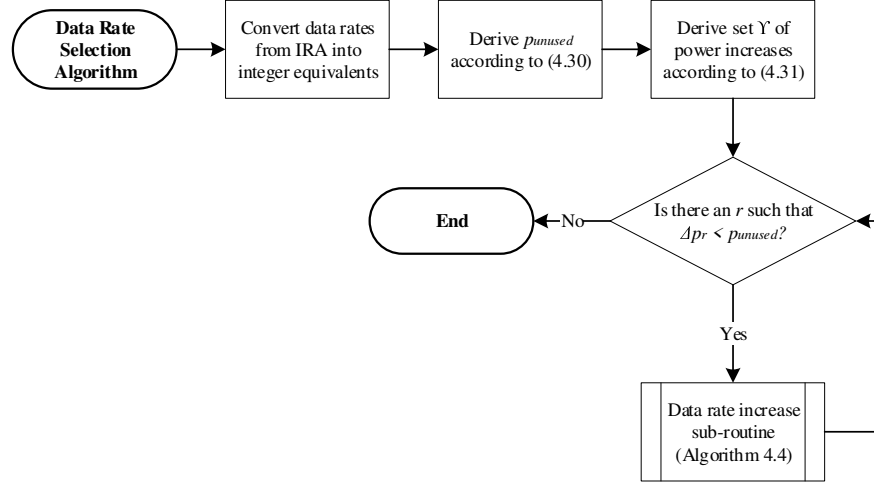 Data Rate
Selection
Algorithm
Convert data rates
from IRA into
integer equivalents
Derive punused
according to (4.30)
Derive set ϒ of
power increases
according to (4.31)
Is there an r such that
Δpr < punused?
No
End
Yes
Data rate increase
sub-routine
(Algorithm 4.4)